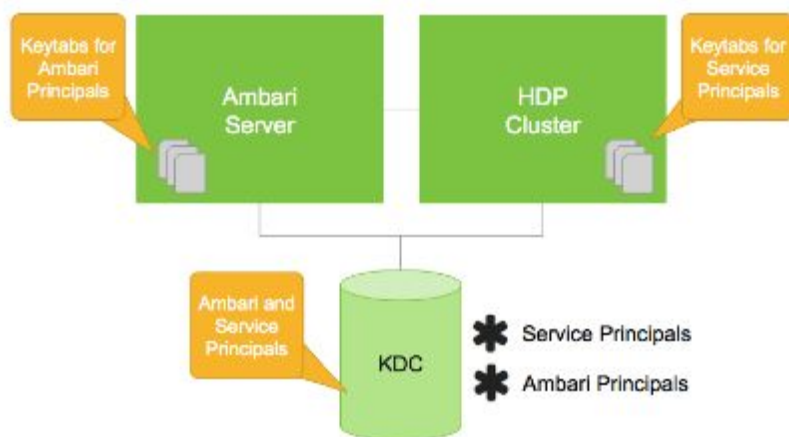 Keytabs for
Ambari
Principals
Ambari
Server
HDP
Cluster
Keytabs for
Service
Principals
Ambari and
Service
Principals
KDC
Service Principals
Ambari Principals